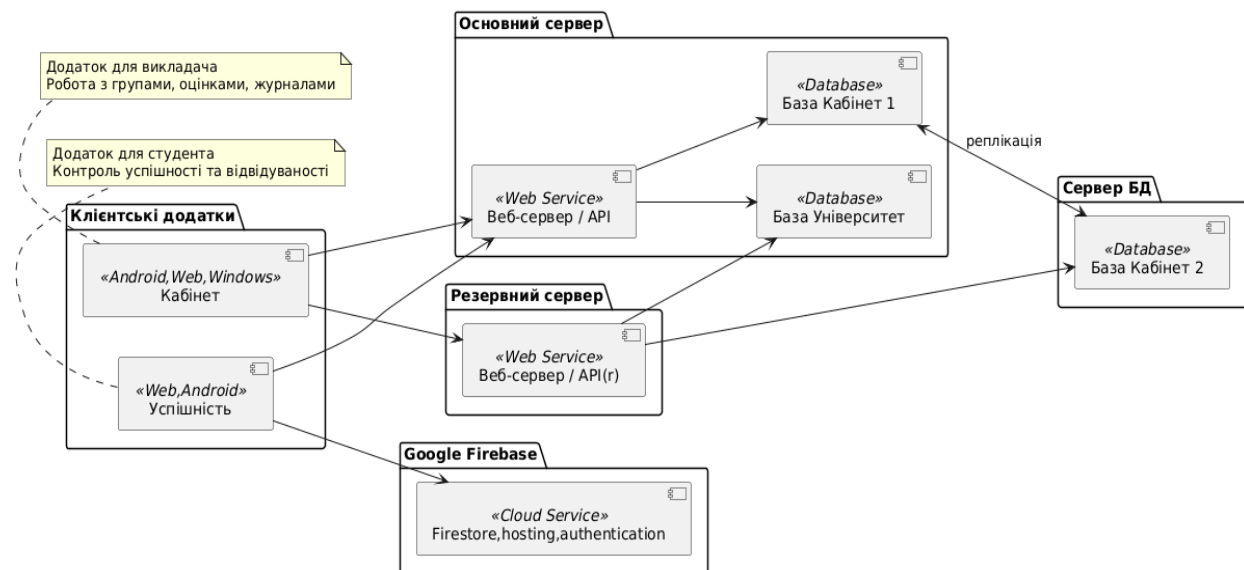 Основний сервер
Додаток для викладача
Робота з групами, оцінками, журналами
«Database»
База Кабінет 1
реплікація
Додаток для студента
Контроль успішності та відвідуваності
Клієнтські додатки
«Web Service»
Веб-сервер / API
«Database»
База Університет
Сервер БД
«Database»
База Кабінет 2
«Android,Web,Windows»
Кабінет
Резервний сервер
«Web Service»
Веб-сервер / API(r)
«Web,Android»
Успішність
Google Firebase
«Cloud Service»
Firestore,hosting,authentication